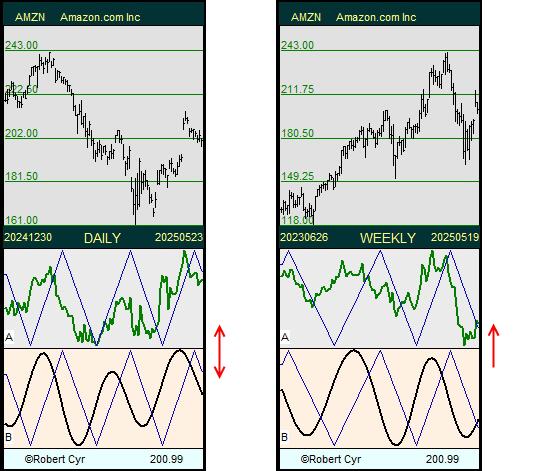 AMZN Amazon.com Inc
243.00
222.50
202.00
181.50
161.00
20241230 DAILY 20250523
A
B
©Robert Cyr 200.99
AMZN Amazon.com Inc
243.00
211.75
180.50
149.25
118.00
20230626 WEEKLY 20250519
A
B
©Robert Cyr 200.99